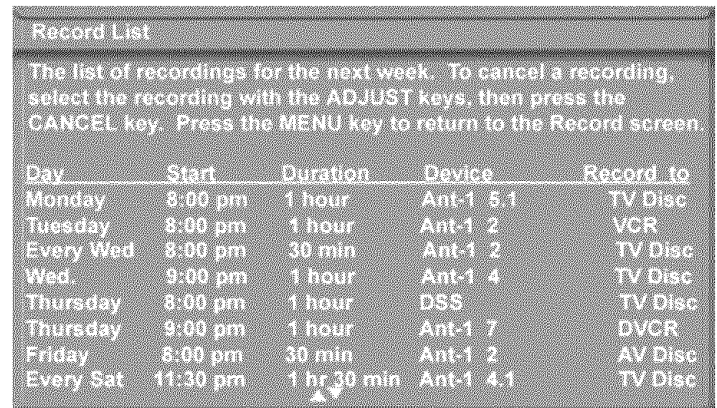 Record List
The list of recordings for the next week. To cancel a recording,
select the recording with the ADJUST keys, then press the
CANCEL key. Press the MENU key to return to the Record screen.
Day Start Duration Device Record to
Monday 8:00 pm 1 hour Ant-1 5.1 TV Disc
Tuesday 8:00 pm 1 hour Ant-1 2 VCR
Every Wed 8:00 pm 30 min Ant-1 2 TV Disc
Wed. 9:00 pm 1 hour Ant-1 4 TV Disc
Thursday 8:00 pm 1 hour DSS TV Disc
Thursday 9:00 pm 1 hour Ant-1 7 DVCR
Friday 8:00 pm 30 min Ant-1 2 AV Disc
Every Sat 11:30 pm 1 hr 30 min Ant-1 4.1 TV Disc